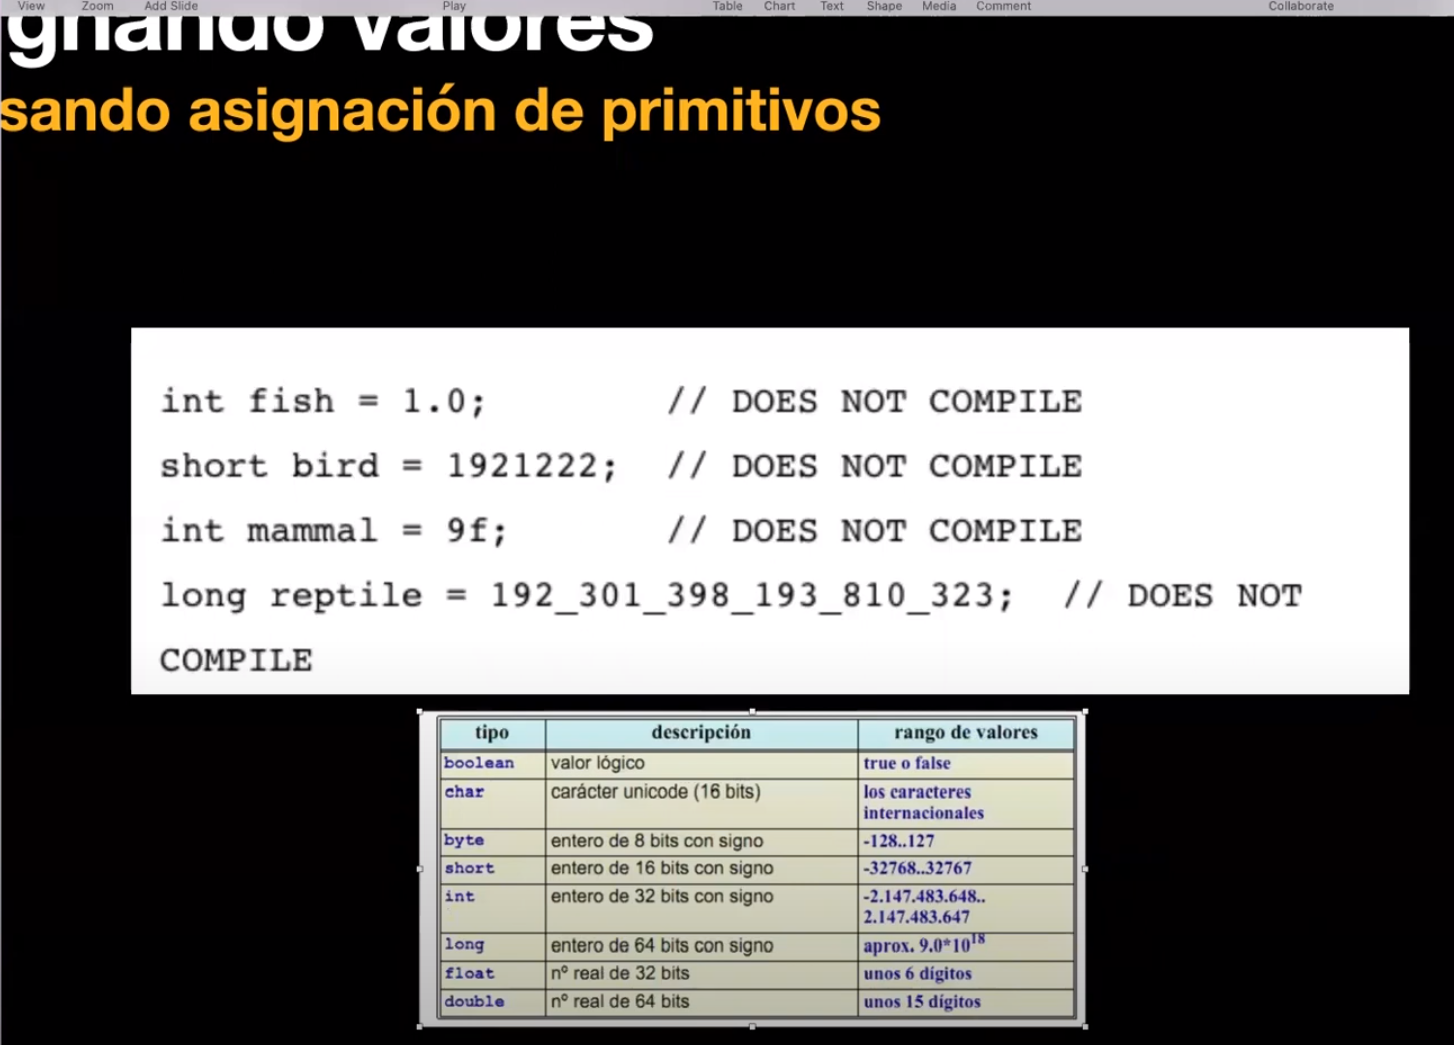 View Zoom Add Slide Play Table Chart Text Shape Media Comment Collaborate
gnando valores
sando asignación de primitivos
int fish = 1.0; // DOES NOT COMPILE
short bird = 1921222; // DOES NOT COMPILE
int mammal = 9f; // DOES NOT COMPILE
long reptile = 192_301_398_193_810_323; // DOES NOT
COMPILE
tipo descripción rango de valores
boolean valor lógico true o false
char carácter unicode (16 bits) los caracteres
internacionales
byte entero de 8 bits con signo -128..127
short entero de 16 bits con signo -32768..32767
int entero de 32 bits con signo -2.147.483.648..
2.147.483.647
long entero de 64 bits con signo aprox. 9.0*10¹⁸
float nº real de 32 bits unos 6 dígitos
double nº real de 64 bits unos 15 dígitos